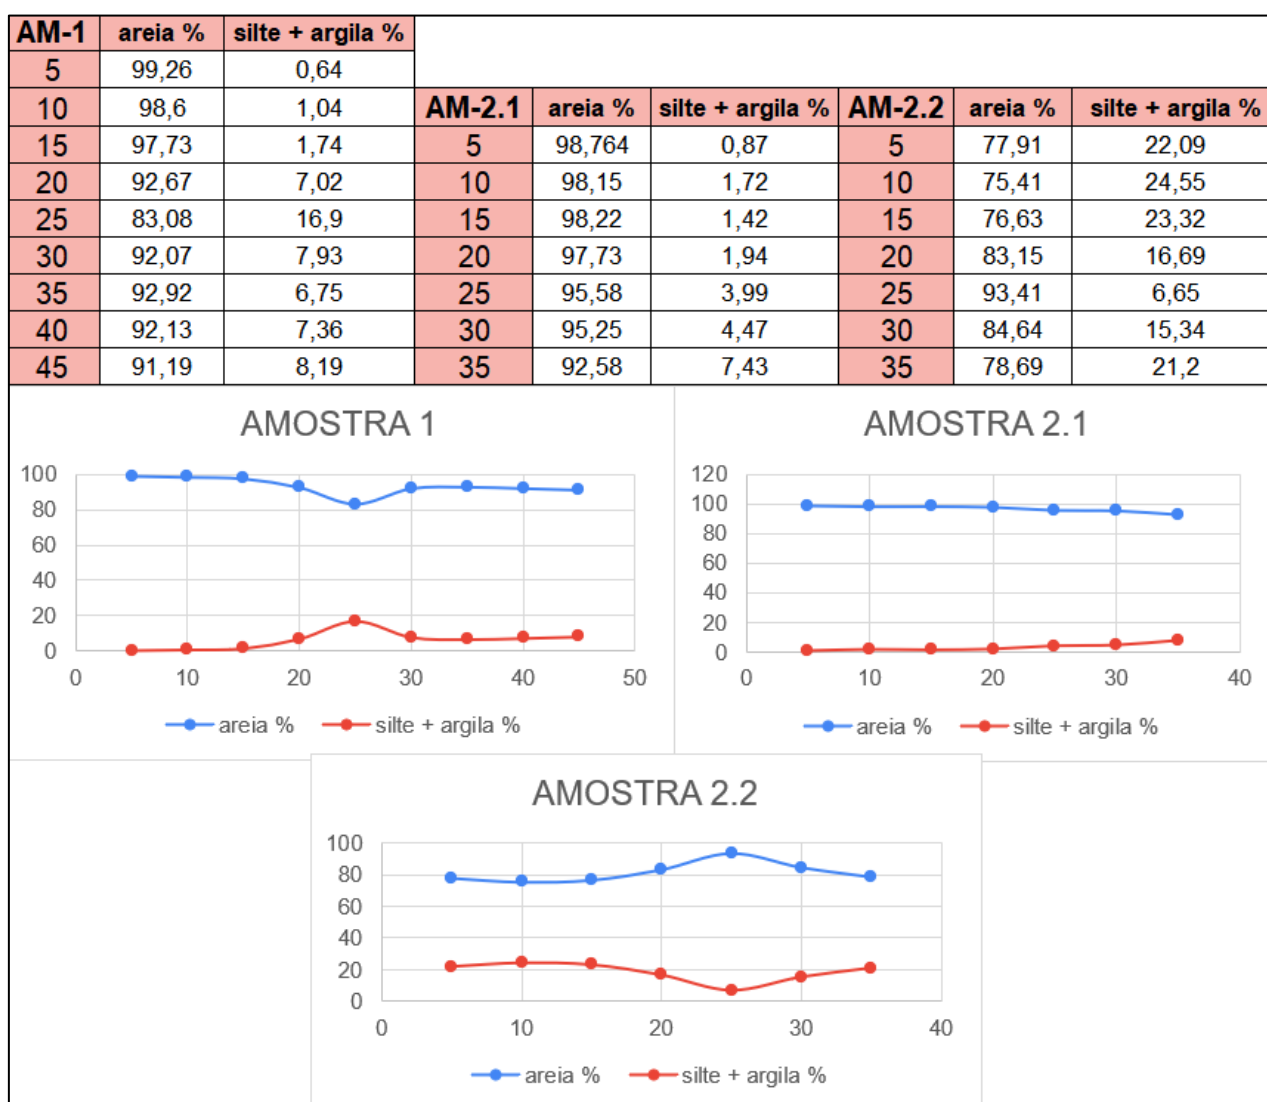 AM-1 areia % silte + argila %
5 99,26 0,64
10 98,6 1,04 AM-2.1 areia % silte + argila % AM-2.2 areia % silte + argila %
15 97,73 1,74 5 98,764 0,87 5 77,91 22,09
20 92,67 7,02 10 98,15 1,72 10 75,41 24,55
25 83,08 16,9 15 98,22 1,42 15 76,63 23,32
30 92,07 7,93 20 97,73 1,94 20 83,15 16,69
35 92,92 6,75 25 95,58 3,99 25 93,41 6,65
40 92,13 7,36 30 95,25 4,47 30 84,64 15,34
45 91,19 8,19 35 92,58 7,43 35 78,69 21,2
AMOSTRA 1
100
80
60
40
20
0
0 10 20 30 40 50
areia % silte + argila %
AMOSTRA 2.1
120
100
80
60
40
20
0
0 10 20 30 40
areia % silte + argila %
AMOSTRA 2.2
100
80
60
40
20
0
0 10 20 30 40
areia % silte + argila %